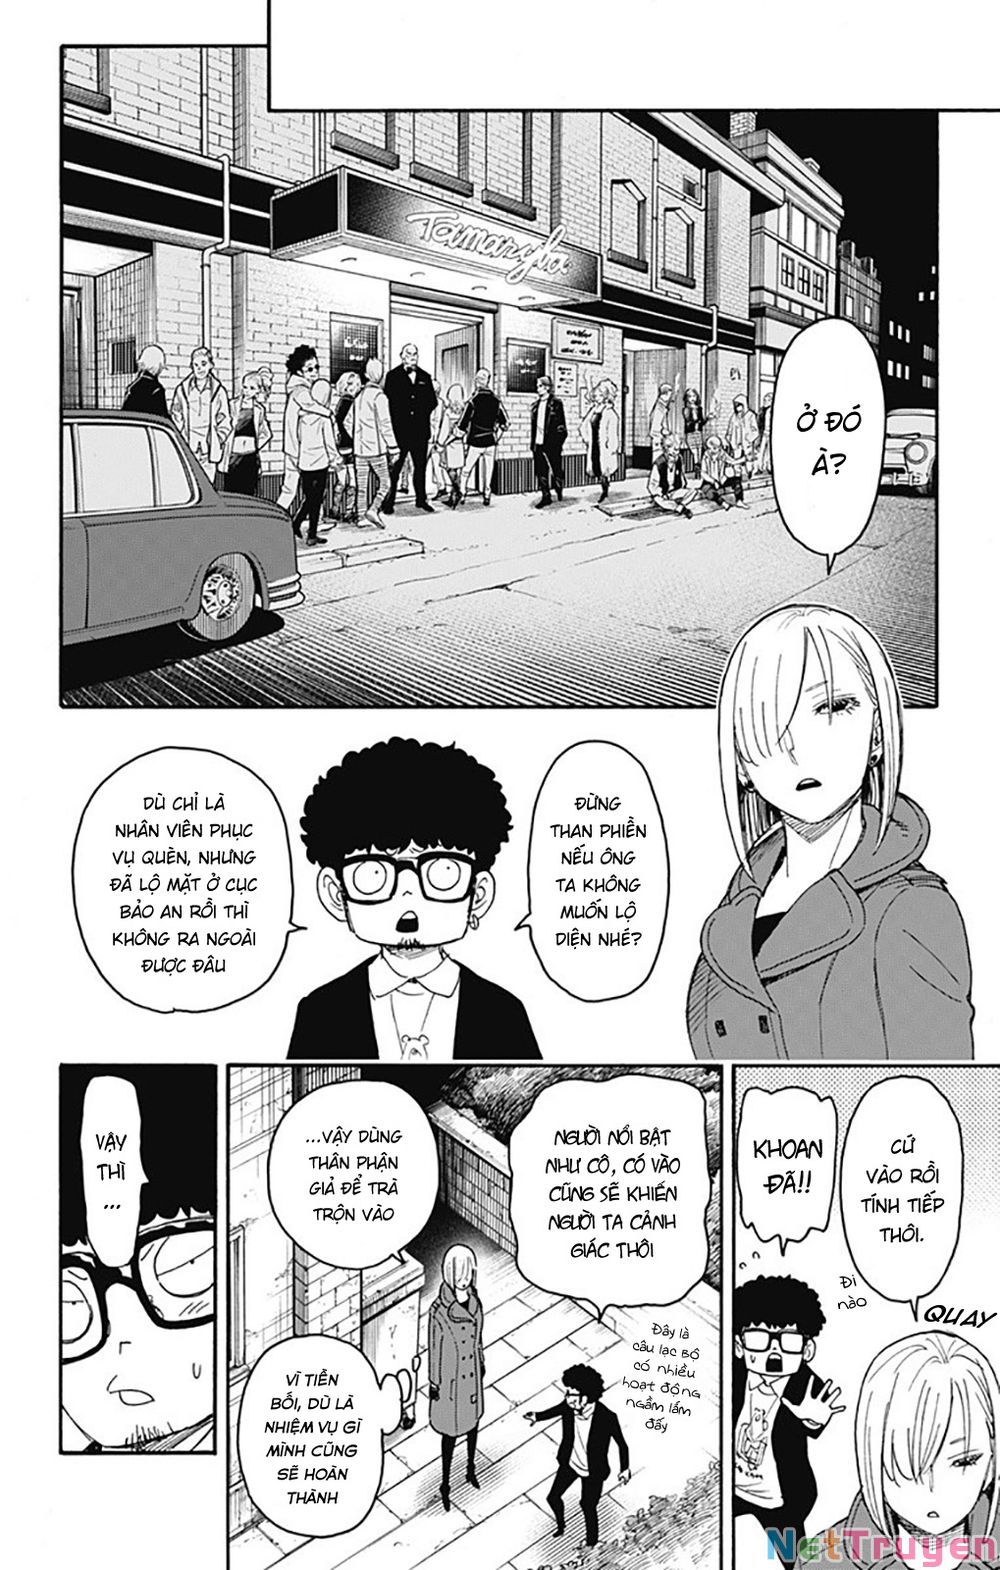 Tamaryba
Ở ĐÓ
À?
ĐỪNG
THAN PHIỀN
NẾU ÔNG
TA KHÔNG
MUỐN LỘ
DIỆN NHÉ?
DÙ CHỈ LÀ
NHÂN VIÊN PHỤC
VỤ QUÈN, NHƯNG
ĐÃ LỘ MẶT Ở CỤC
BẢO AN RỒI THÌ
KHÔNG RA NGOÀI
ĐƯỢC ĐÂU
CỨ
VÀO RỒI
TÍNH TIẾP
THÔI.
QUAY
KHOAN
ĐÃ!!
Đi
nào
NGƯỜI NỔI BẬT
NHƯ CÔ, CÓ VÀO
CŨNG SẼ KHIẾN
NGƯỜI TA CẢNH
GIÁC THÔI
Đây là
câu lạc bộ
có nhiều
hoạt động
ngầm lắm
đấy
...VẬY DÙNG
THÂN PHẬN
GIẢ ĐỂ TRÀ
TRỘN VÀO
VÌ TIỀN
BỐI, DÙ LÀ
NHIỆM VỤ GÌ
MÌNH CŨNG
SẼ HOÀN
THÀNH
VẬY
THÌ
...
NetTruyen